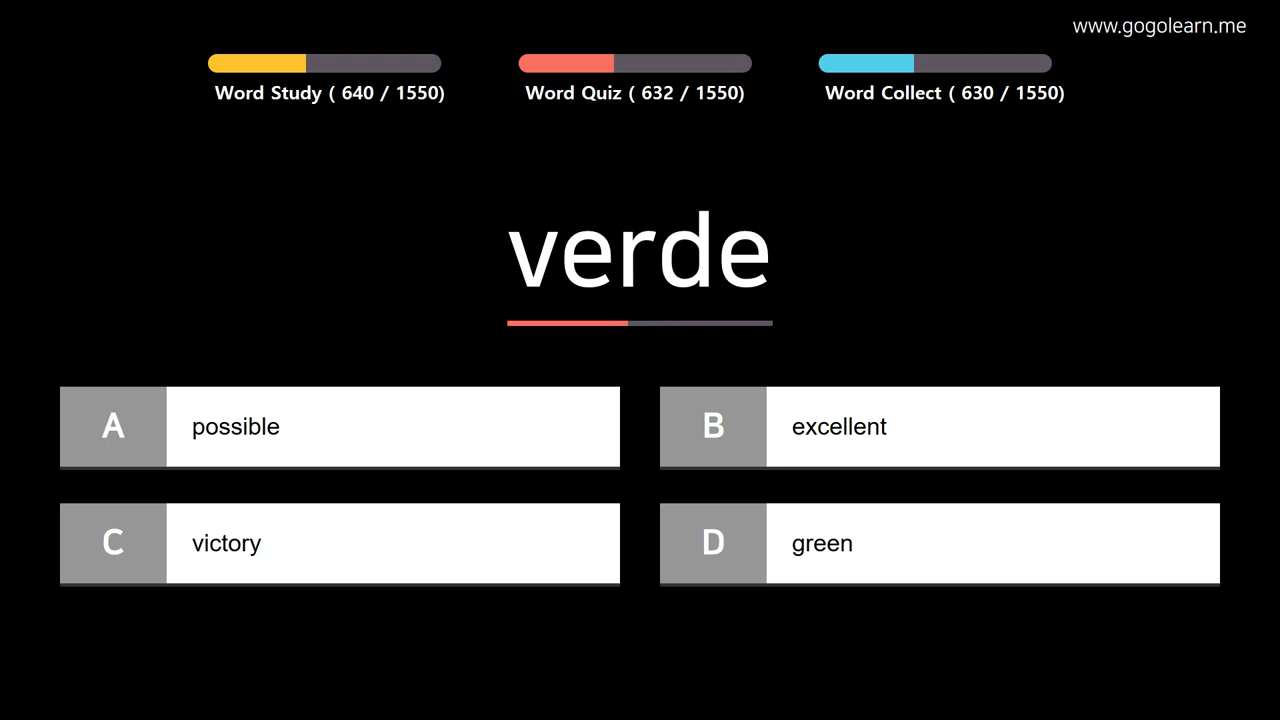 www.gogolearn.me
Word Study ( 640 / 1550)
Word Quiz ( 632 / 1550)
Word Collect ( 630 / 1550)
verde
A
possible
B
excellent
C
victory
D
green